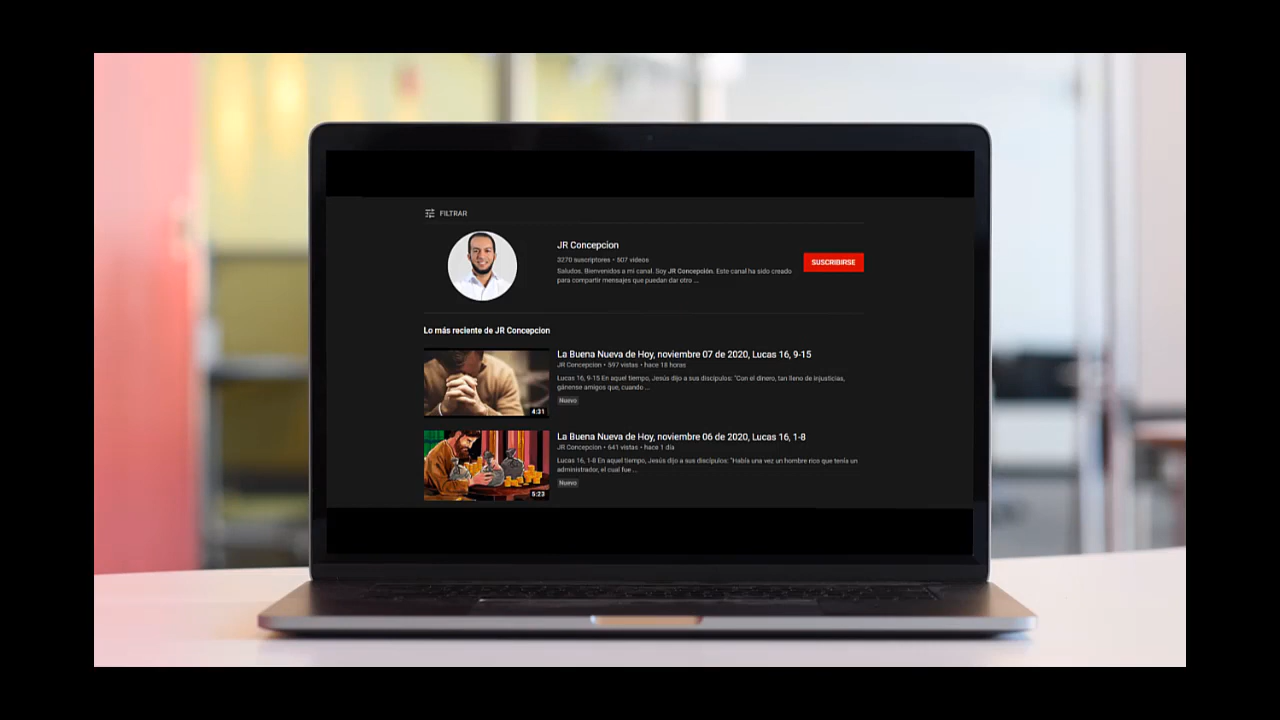 FILTRAR
JR Concepcion
3270 suscriptores • 507 videos
Saludos, Bienvenidos a mi canal. Soy JR Concepción. Este canal ha sido creado
para compartir mensajes que puedan dar otro ...
SUSCRIBIRSE
Lo más reciente de JR Concepcion
La Buena Nueva de Hoy, noviembre 07 de 2020, Lucas 16, 9-15
JR Concepcion • 597 vistas • hace 18 horas
Lucas 16, 9-15 En aquel tiempo, Jesús dijo a sus discípulos: "Con el dinero, tan lleno de injusticias,
gánense amigos que, cuando ...
Nuevo
4:31
La Buena Nueva de Hoy, noviembre 06 de 2020, Lucas 16, 1-8
JR Concepcion • 641 vistas • hace 1 día
Lucas 16, 1-8 En aquel tiempo, Jesús dijo a sus discípulos: "Había una vez un hombre rico que tenía un
administrador, el cual fue ...
Nuevo
5:23